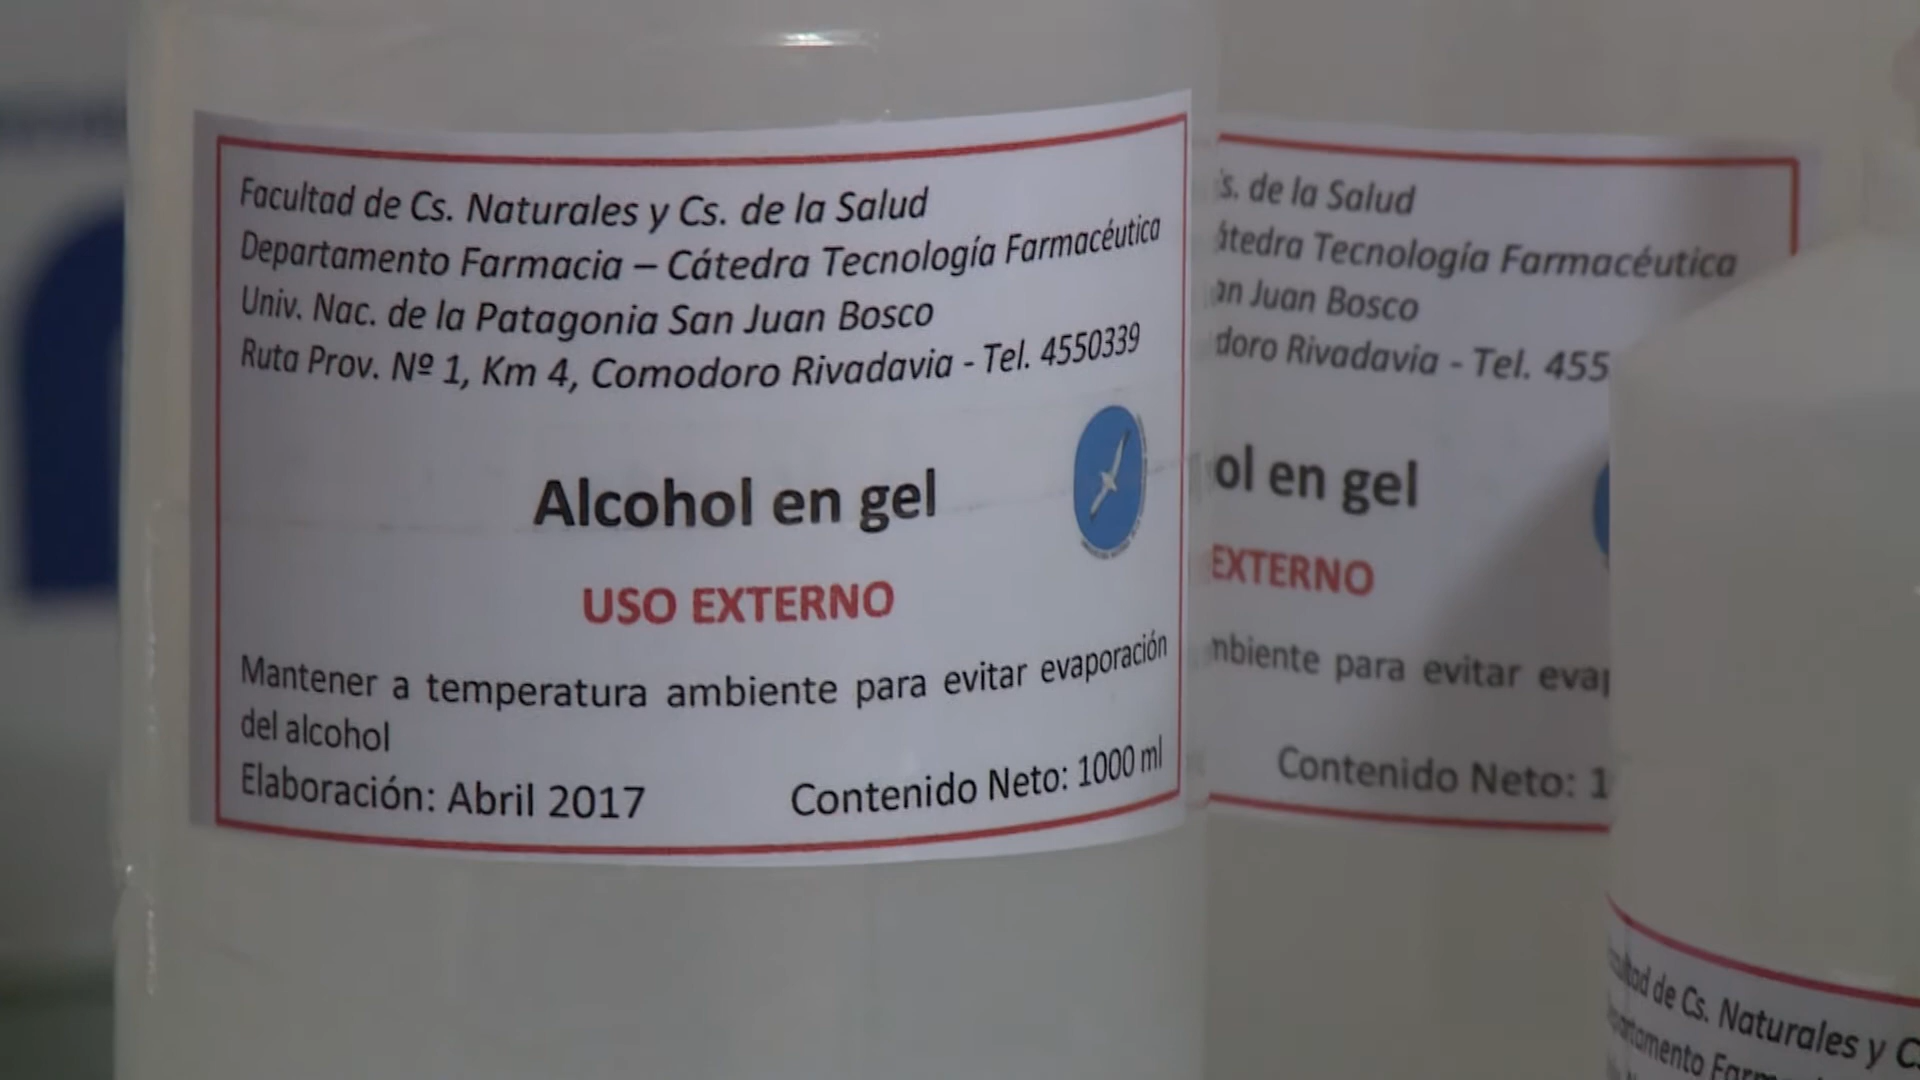 Facultad de Cs. Naturales y Cs. de la Salud
Departamento Farmacia – Cátedra Tecnología Farmacéutica
Univ. Nac. de la Patagonia San Juan Bosco
Ruta Prov. Nº 1, Km 4, Comodoro Rivadavia - Tel. 4550339
Alcohol en gel
USO EXTERNO
Mantener a temperatura ambiente para evitar evaporación
del alcohol
Elaboración: Abril 2017 Contenido Neto: 1000 ml
s. de la Salud
átedra Tecnología Farmacéutica
an Juan Bosco
doro Rivadavia - Tel. 455
ol en gel
EXTERNO
mbiente para evitar evap
Contenido Neto: 1
de Cs. Naturales y C